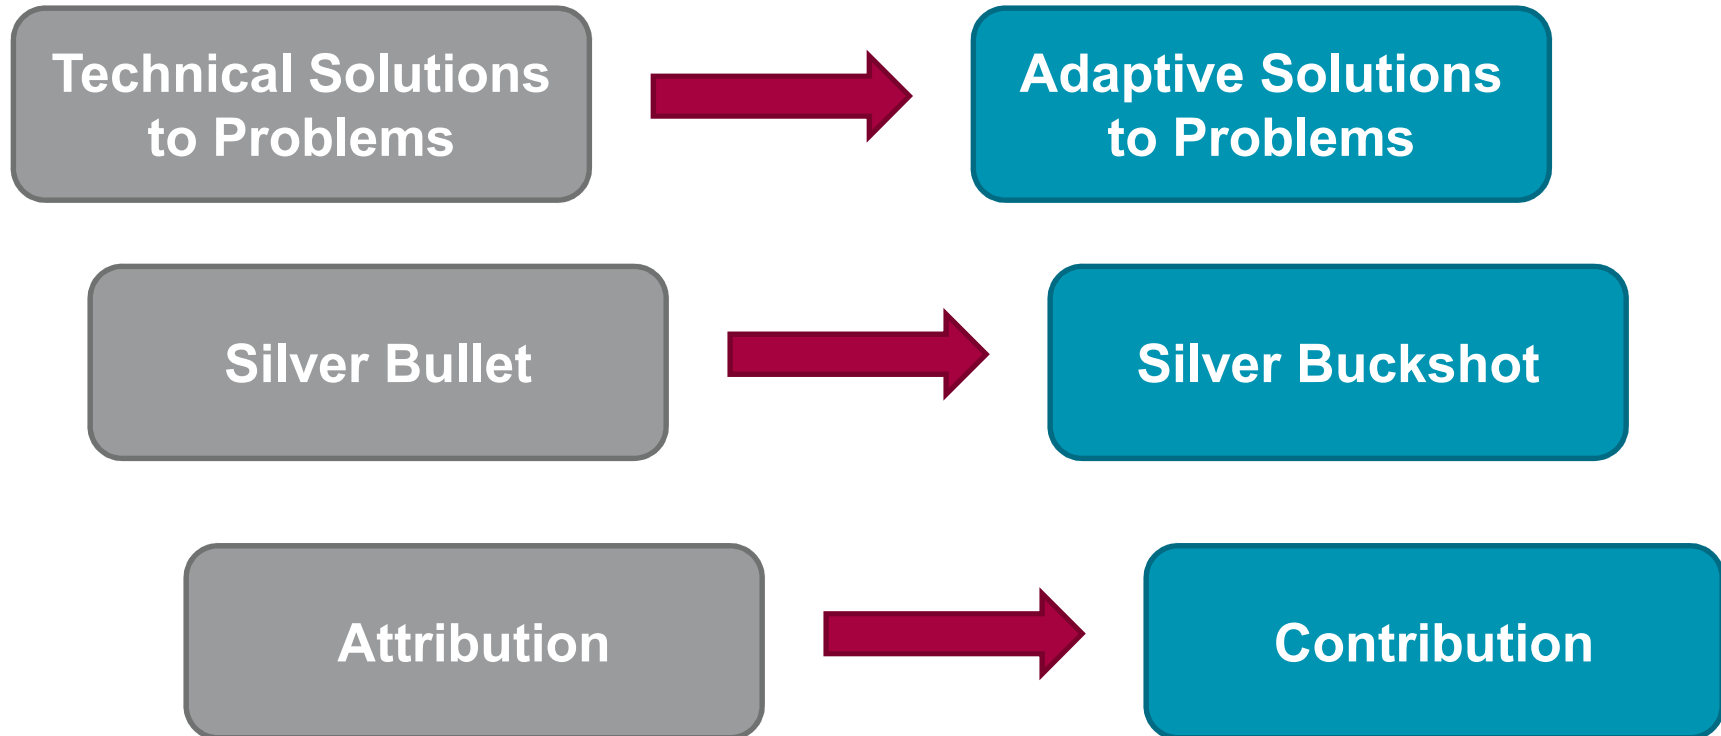 Technical Solutions
to Problems
Adaptive Solutions
to Problems
Silver Bullet
Silver Buckshot
Attribution
Contribution